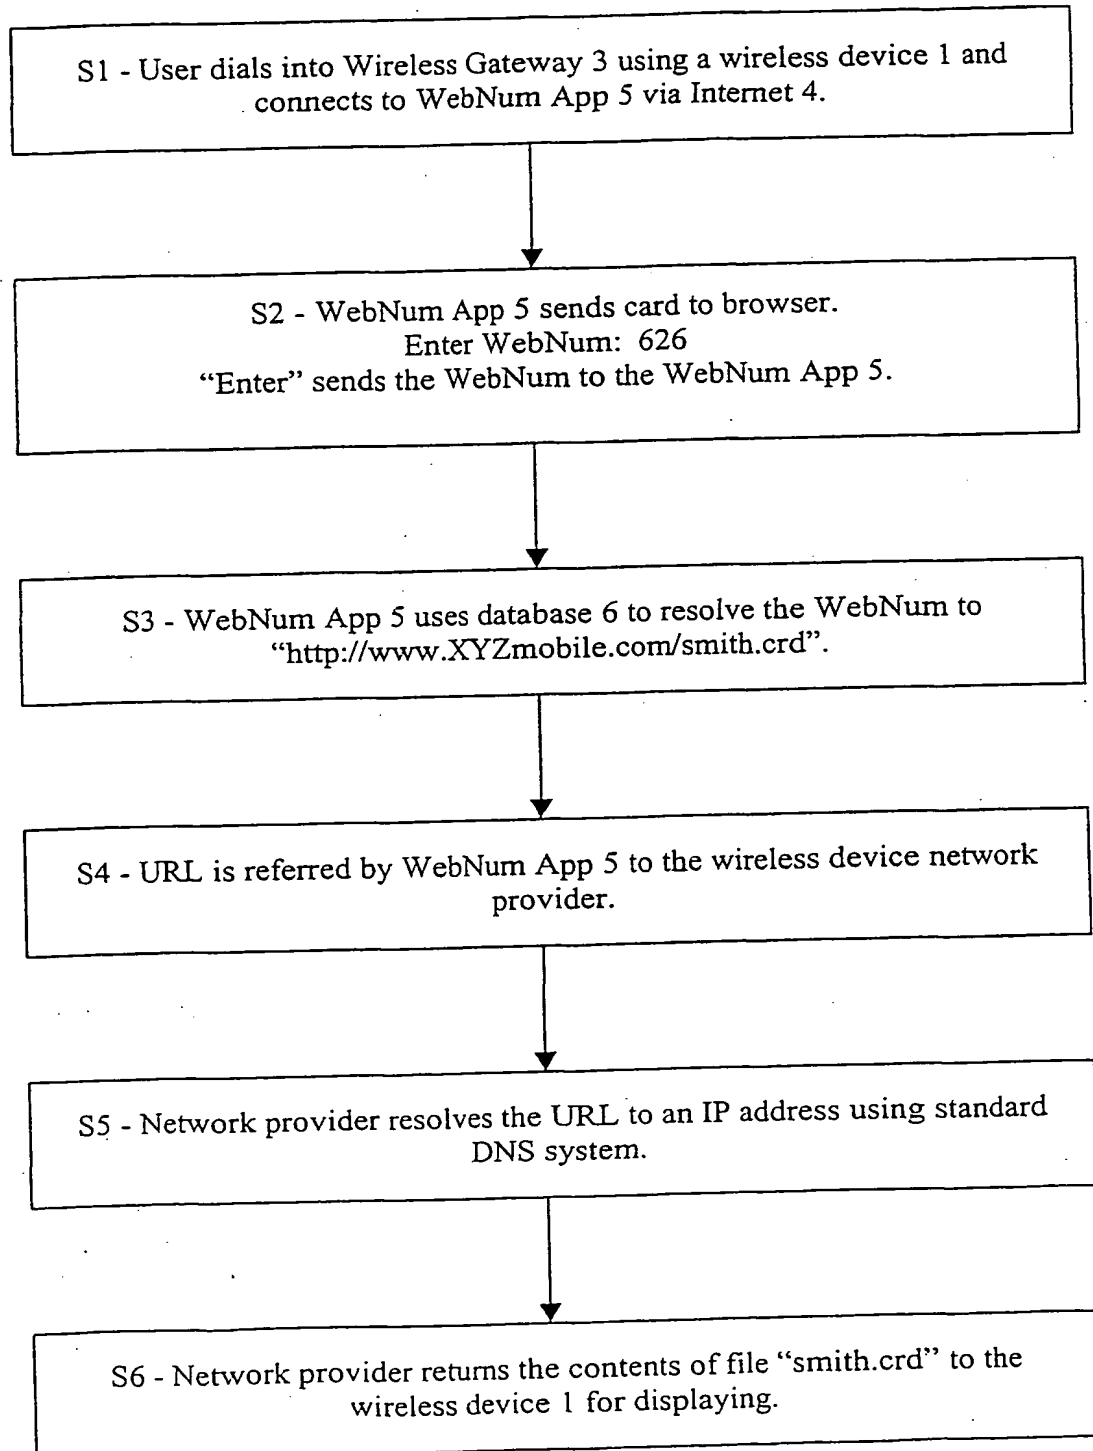 S1 - User dials into Wireless Gateway 3 using a wireless device 1 and
connects to WebNum App 5 via Internet 4.
S2 - WebNum App 5 sends card to browser.
Enter WebNum: 626
“Enter” sends the WebNum to the WebNum App 5.
S3 - WebNum App 5 uses database 6 to resolve the WebNum to
“http://www.XYZmobile.com/smith.crd”.
S4 - URL is referred by WebNum App 5 to the wireless device network
provider.
S5 - Network provider resolves the URL to an IP address using standard
DNS system.
S6 - Network provider returns the contents of file “smith.crd” to the
wireless device 1 for displaying.